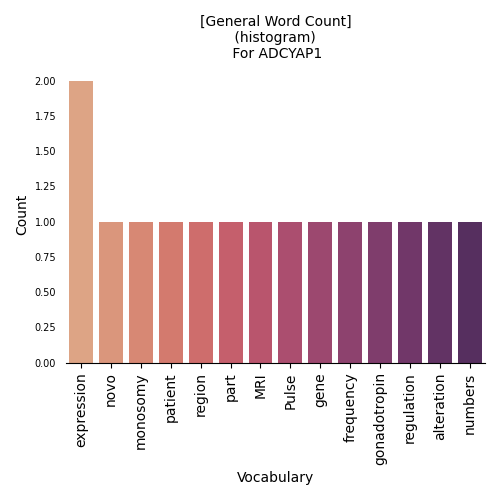 [General Word Count]
(histogram)
For ADCYAP1
2.00
1.75
1.50
1.25
1.00
0.75
0.50
0.25
0.00
Count
expression
novo
monosomy
patient
region
part
MRI
Pulse
gene
frequency
gonadotropin
regulation
alteration
numbers
Vocabulary